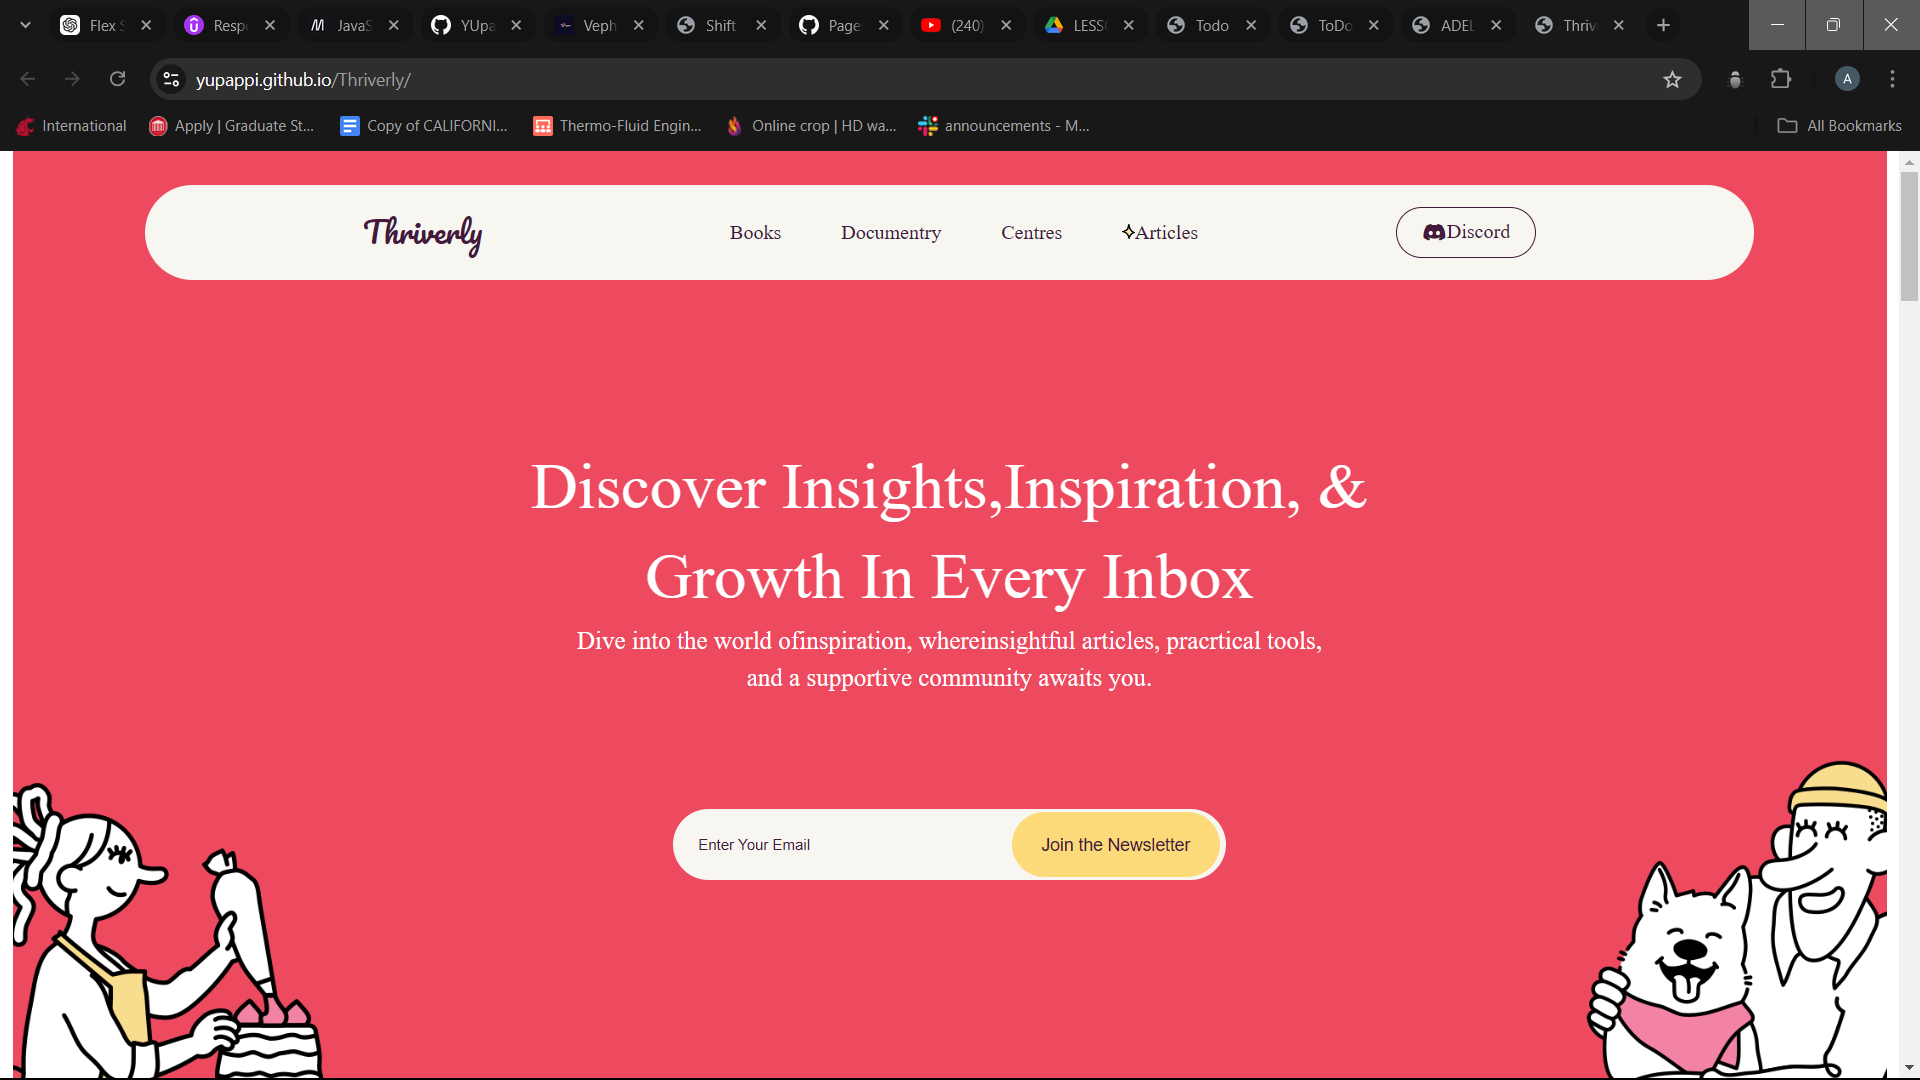 Flex S
Resp
JavaS
YUpa
Veph
Shift
Page
(240)
LESS
Todo
ToDo
ADEL
Thriv
yupappi.github.io/Thriverly/
A
International
Apply | Graduate St...
Copy of CALIFORNI...
Thermo-Fluid Engin...
Online crop | HD wa...
announcements - M...
All Bookmarks
Thriverly
Books
Documentry
Centres
Articles
Discord
Discover Insights,Inspiration, &
Growth In Every Inbox
Dive into the world ofinspiration, whereinsightful articles, pracrtical tools,
and a supportive community awaits you.
Enter Your Email
Join the Newsletter